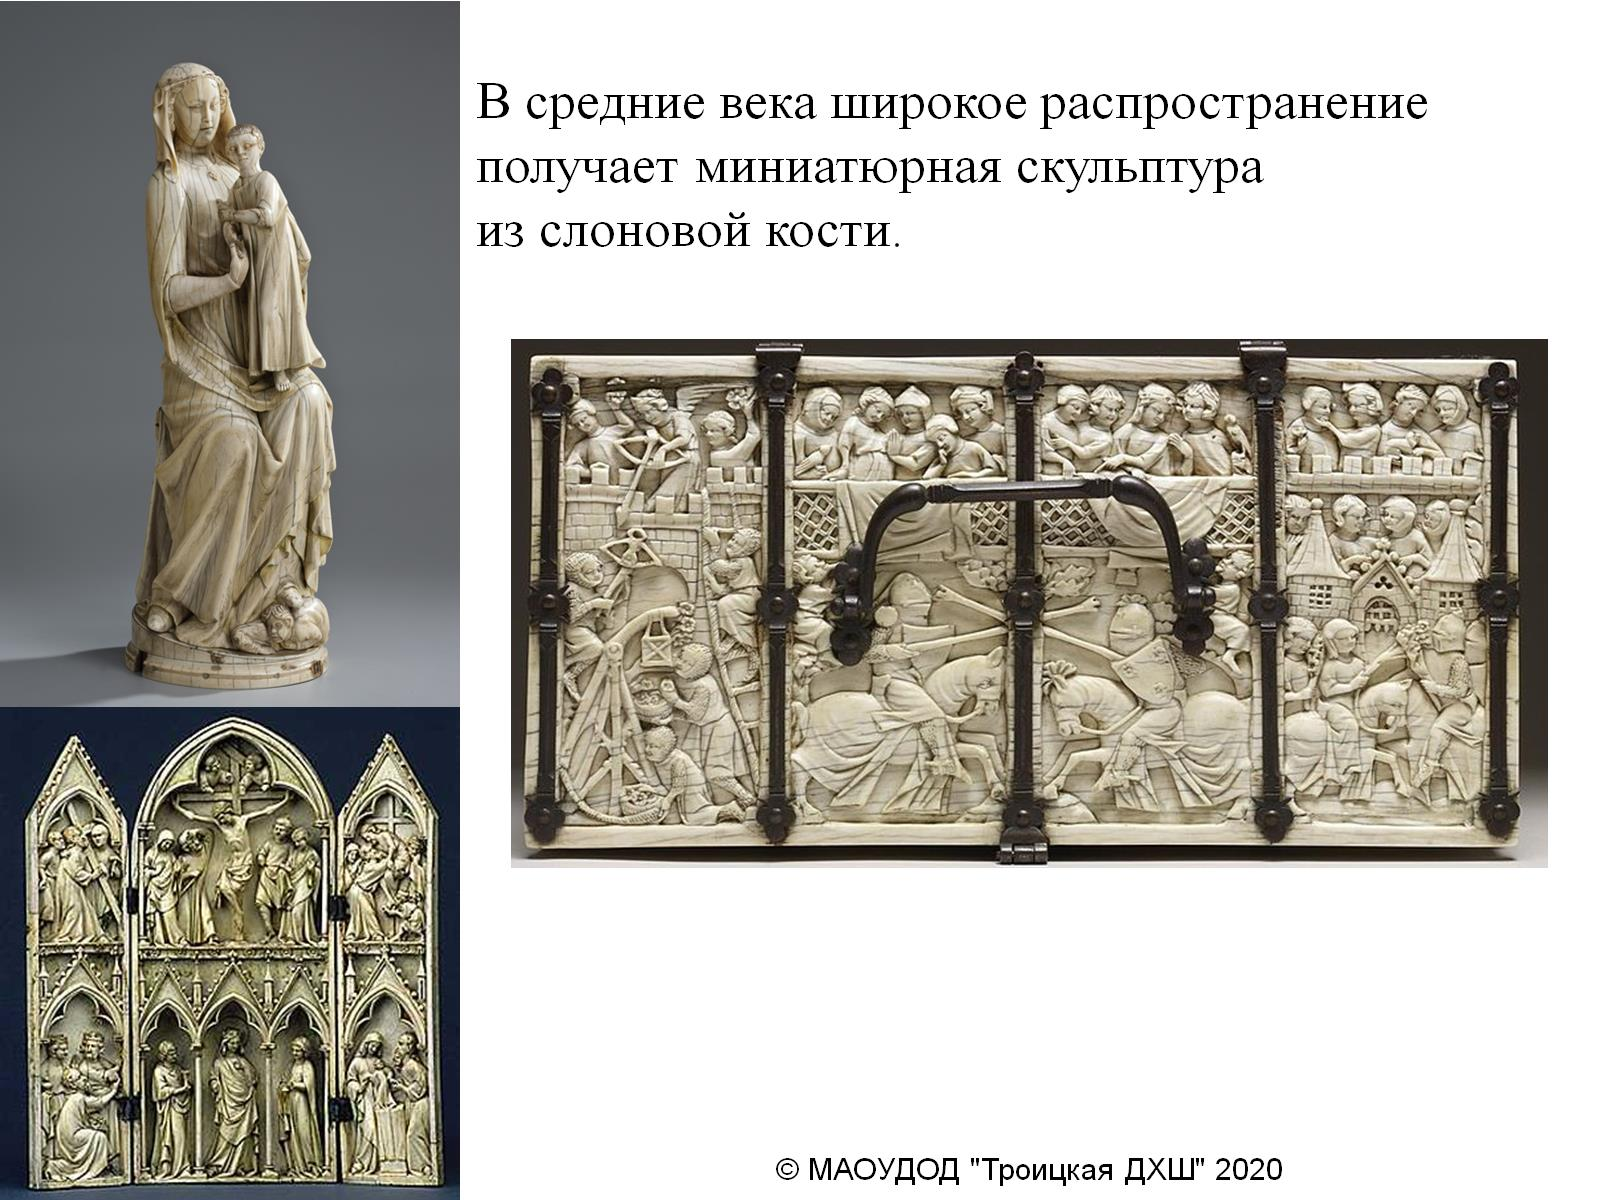 В средние века широкое распространение
получает миниатюрная скульптура
из слоновой кости.
© МАОУДОД "Троицкая ДХШ" 2020